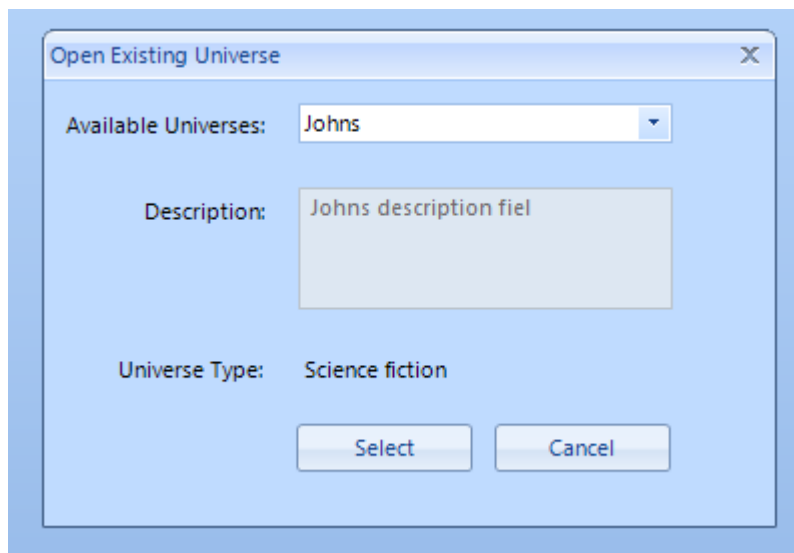 Open Existing Universe
Available Universes: Johns
Description: Johns description fiel
Universe Type: Science fiction
Select Cancel